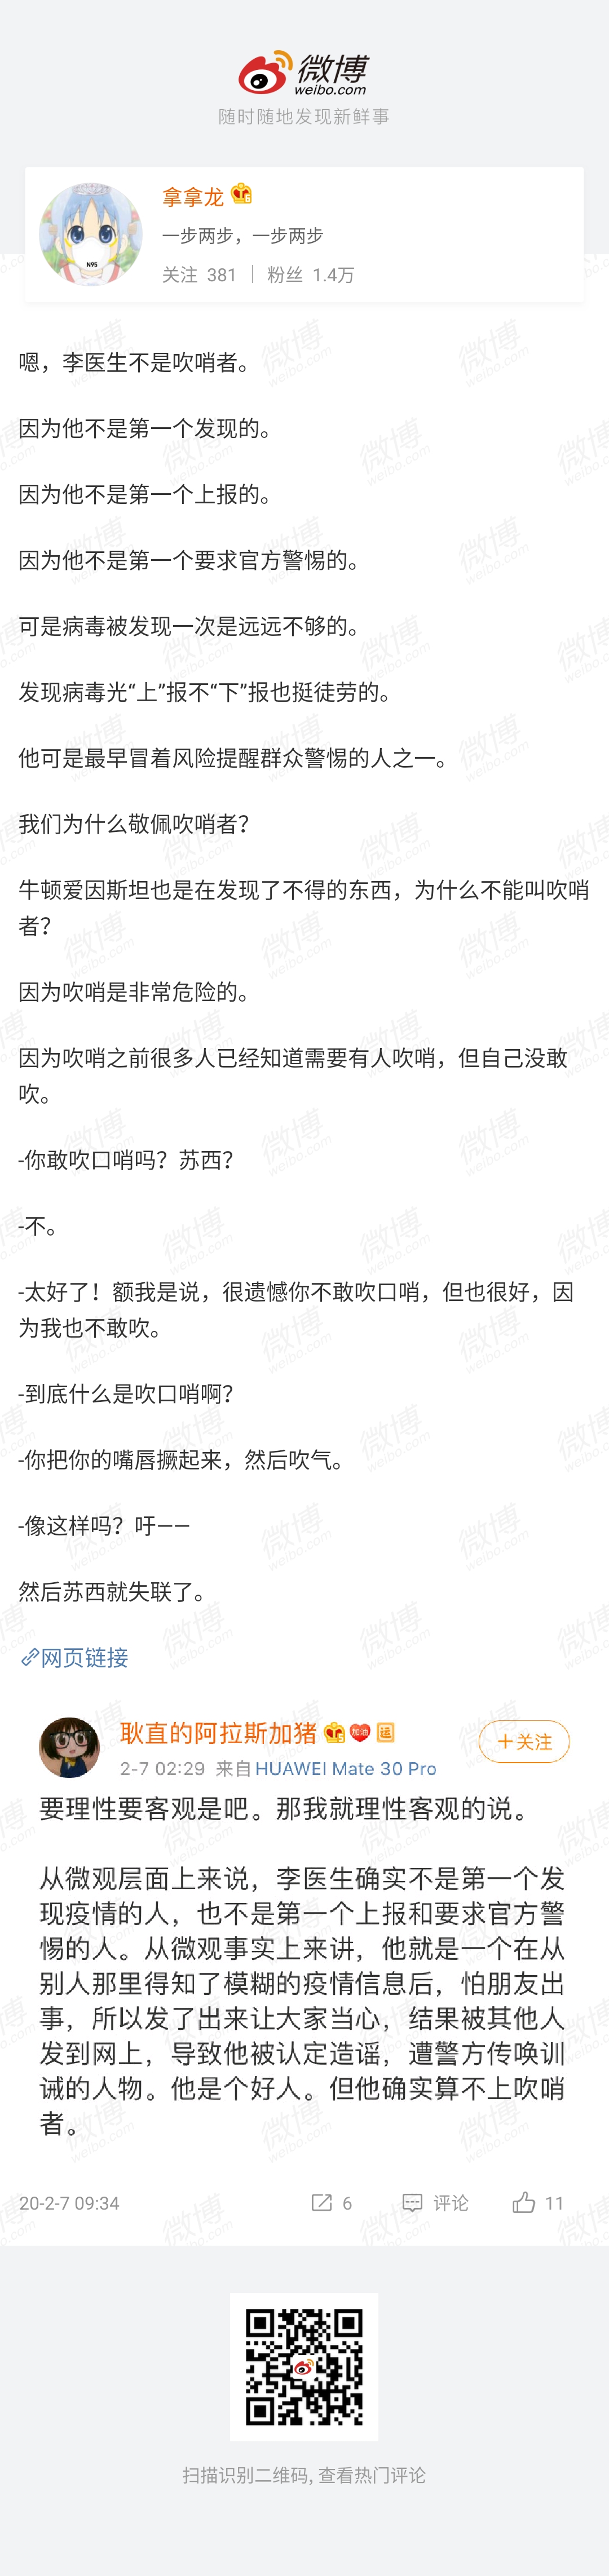 微博
weibo.com
随时随地发现新鲜事
拿拿龙
一步两步，一步两步
N95
关注 381 粉丝 1.4万
嗯，李医生不是吹哨者。
因为他不是第一个发现的。
因为他不是第一个上报的。
因为他不是第一个要求官方警惕的。
可是病毒被发现一次是远远不够的。
发现病毒光“上”报不“下”报也挺徒劳的。
他可是最早冒着风险提醒群众警惕的人之一。
我们为什么敬佩吹哨者？
牛顿爱因斯坦也是在发现了不得的东西，为什么不能叫吹哨
者？
因为吹哨是非常危险的。
因为吹哨之前很多人已经知道需要有人吹哨，但自己没敢
吹。
-你敢吹口哨吗？苏西？
-不。
-太好了！额我是说，很遗憾你不敢吹口哨，但也很好，因
为我也不敢吹。
-到底什么是吹口哨啊？
-你把你的嘴唇撅起来，然后吹气。
-像这样吗？吁——
然后苏西就失联了。
网页链接
耿直的阿拉斯加猪 加油 运
+关注
2-7 02:29 来自 HUAWEI Mate 30 Pro
要理性要客观是吧。那我就理性客观的说。
从微观层面上来说，李医生确实不是第一个发
现疫情的人，也不是第一个上报和要求官方警
惕的人。从微观事实上来讲，他就是一个在从
别人那里得知了模糊的疫情信息后，怕朋友出
事，所以发了出来让大家当心，结果被其他人
发到网上，导致他被认定造谣，遭警方传唤训
诫的人物。他是个好人。但他确实算不上吹哨
者。
20-2-7 09:34 6 评论 11
扫描识别二维码, 查看热门评论